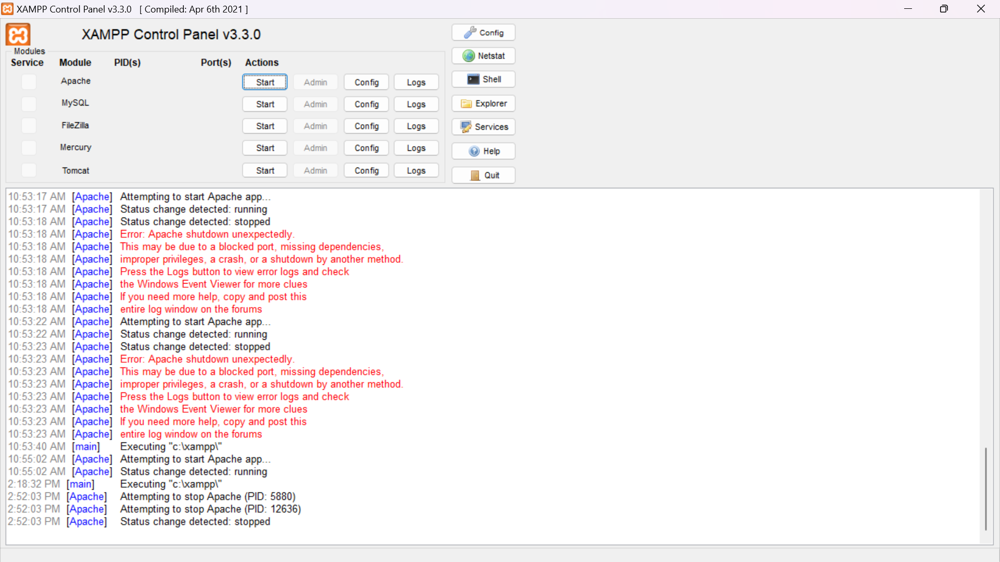 XAMPP Control Panel v3.3.0 [ Compiled: Apr 6th 2021 ]
XAMPP Control Panel v3.3.0
Modules
Service Module PID(s) Port(s) Actions
Apache Start Admin Config Logs
MySQL Start Admin Config Logs
FileZilla Start Admin Config Logs
Mercury Start Admin Config Logs
Tomcat Start Admin Config Logs
Config
Netstat
Shell
Explorer
Services
Help
Quit
10:53:17 AM [Apache] Attempting to start Apache app...
10:53:17 AM [Apache] Status change detected: running
10:53:18 AM [Apache] Status change detected: stopped
10:53:18 AM [Apache] Error: Apache shutdown unexpectedly.
10:53:18 AM [Apache] This may be due to a blocked port, missing dependencies,
10:53:18 AM [Apache] improper privileges, a crash, or a shutdown by another method.
10:53:18 AM [Apache] Press the Logs button to view error logs and check
10:53:18 AM [Apache] the Windows Event Viewer for more clues
10:53:18 AM [Apache] If you need more help, copy and post this
10:53:18 AM [Apache] entire log window on the forums
10:53:22 AM [Apache] Attempting to start Apache app...
10:53:22 AM [Apache] Status change detected: running
10:53:23 AM [Apache] Status change detected: stopped
10:53:23 AM [Apache] Error: Apache shutdown unexpectedly.
10:53:23 AM [Apache] This may be due to a blocked port, missing dependencies,
10:53:23 AM [Apache] improper privileges, a crash, or a shutdown by another method.
10:53:23 AM [Apache] Press the Logs button to view error logs and check
10:53:23 AM [Apache] the Windows Event Viewer for more clues
10:53:23 AM [Apache] If you need more help, copy and post this
10:53:23 AM [Apache] entire log window on the forums
10:53:40 AM [main] Executing "c:\xampp\"
10:55:02 AM [Apache] Attempting to start Apache app...
10:55:02 AM [Apache] Status change detected: running
2:18:32 PM [main] Executing "c:\xampp\"
2:52:03 PM [Apache] Attempting to stop Apache (PID: 5880)
2:52:03 PM [Apache] Attempting to stop Apache (PID: 12636)
2:52:03 PM [Apache] Status change detected: stopped